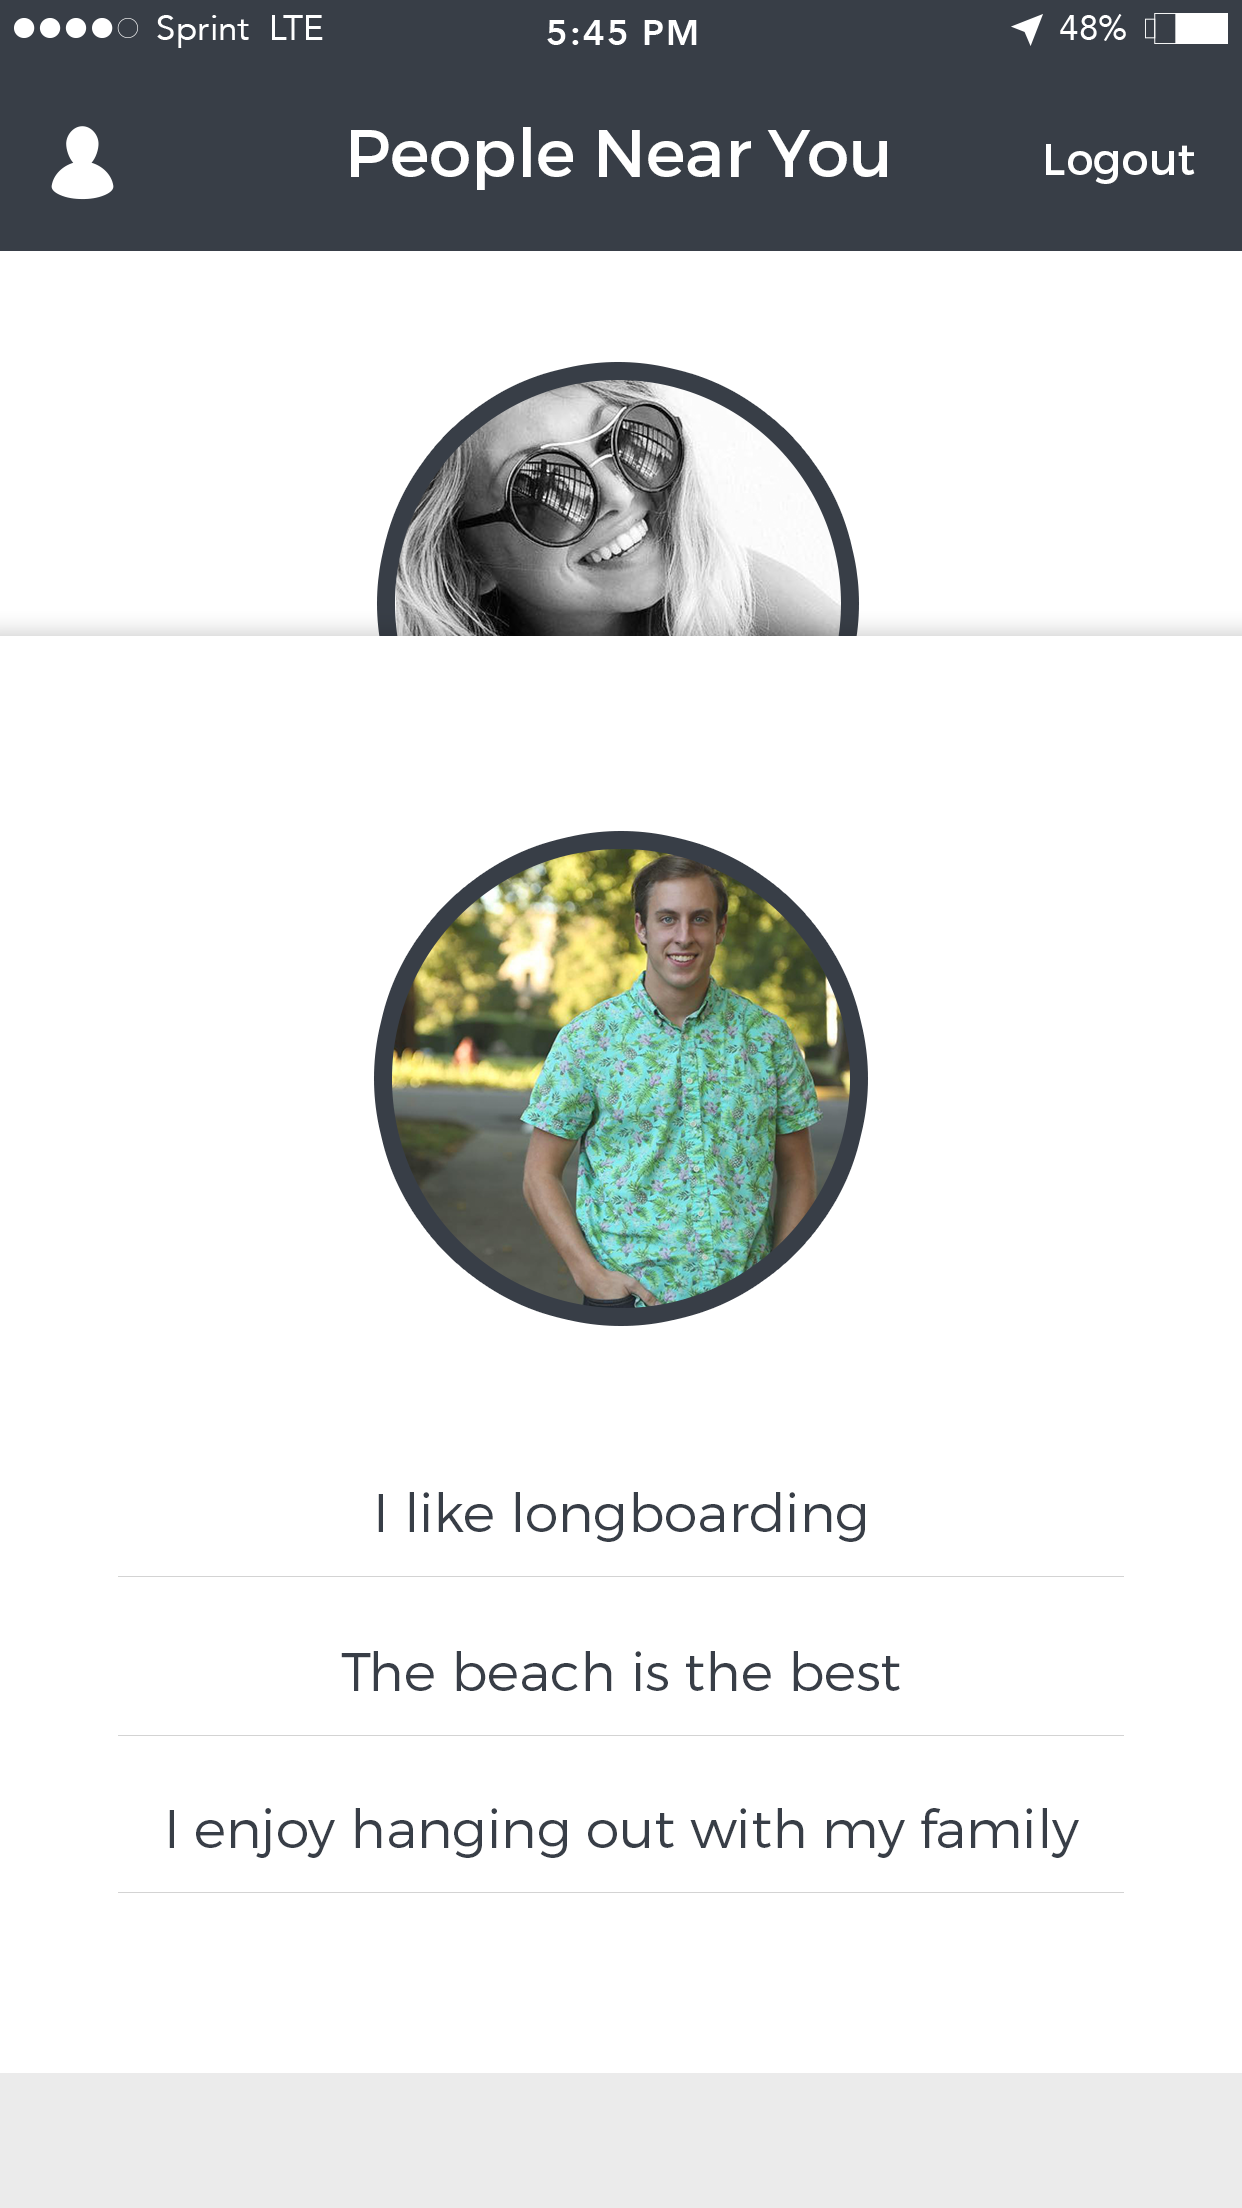 Sprint LTE 5:45 PM 48%
People Near You Logout
I like longboarding
The beach is the best
I enjoy hanging out with my family